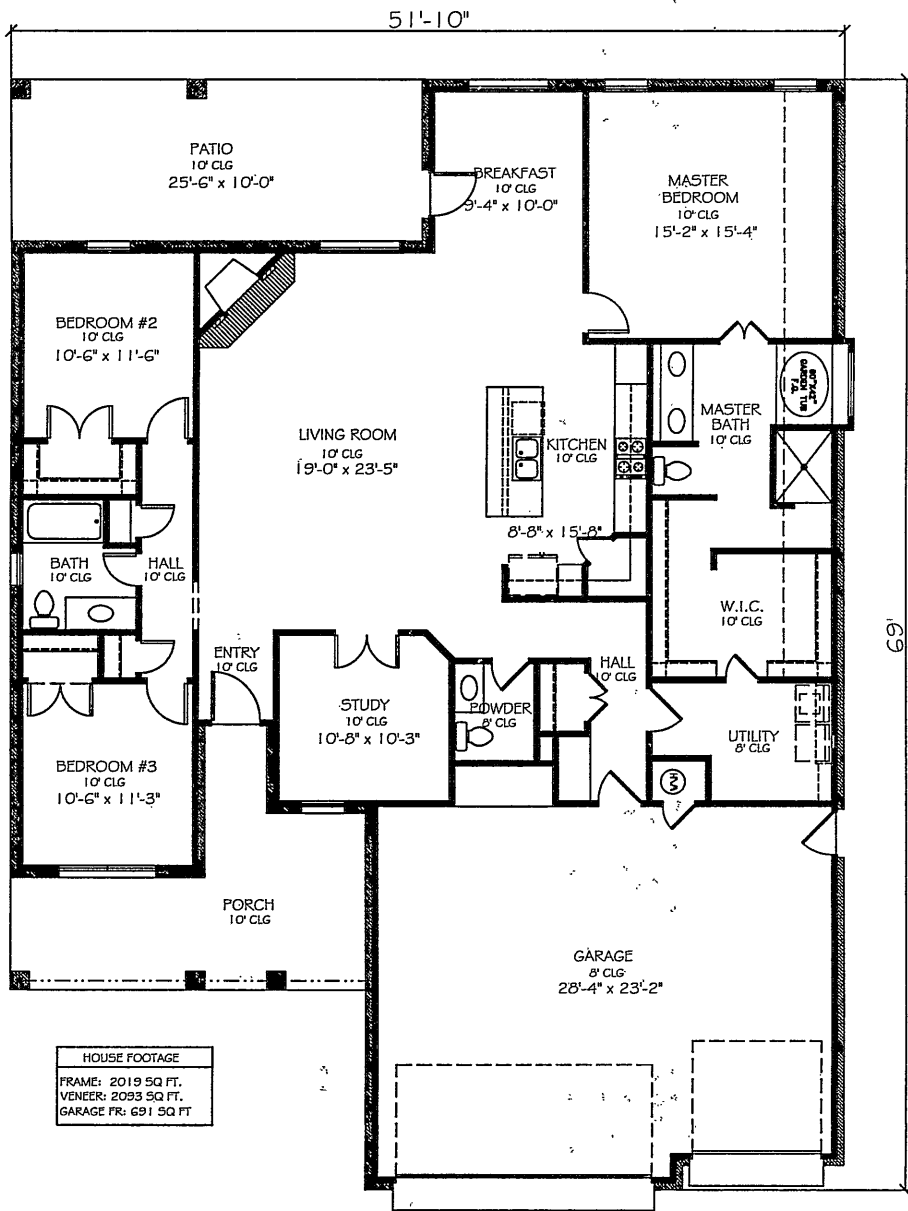 51'-10"
PATIO
10' CLG
25'-6" x 10'-0"
BREAKFAST
10' CLG
9'-4" x 10'-0"
MASTER
BEDROOM
10' CLG
15'-2" x 15'-4"
BEDROOM #2
10' CLG
10'-6" x 11'-6"
60"X42"
GARDEN TUB
F.G.
MASTER
BATH
10' CLG
LIVING ROOM
10' CLG
19'-0" x 23'-5"
KITCHEN
10' CLG
8'-8" x 15'-8"
BATH
10' CLG
HALL
10' CLG
W.I.C.
10' CLG
69'
ENTRY
10' CLG
HALL
10' CLG
STUDY
10' CLG
10'-8" x 10'-3"
POWDER
8' CLG
UTILITY
8' CLG
BEDROOM #3
10' CLG
10'-6" x 11'-3"
PORCH
10' CLG
GARAGE
8' CLG
28'-4" x 23'-2"
HOUSE FOOTAGE
FRAME: 2019 SQ FT.
VENEER: 2093 SQ FT.
GARAGE FR: 691 SQ FT